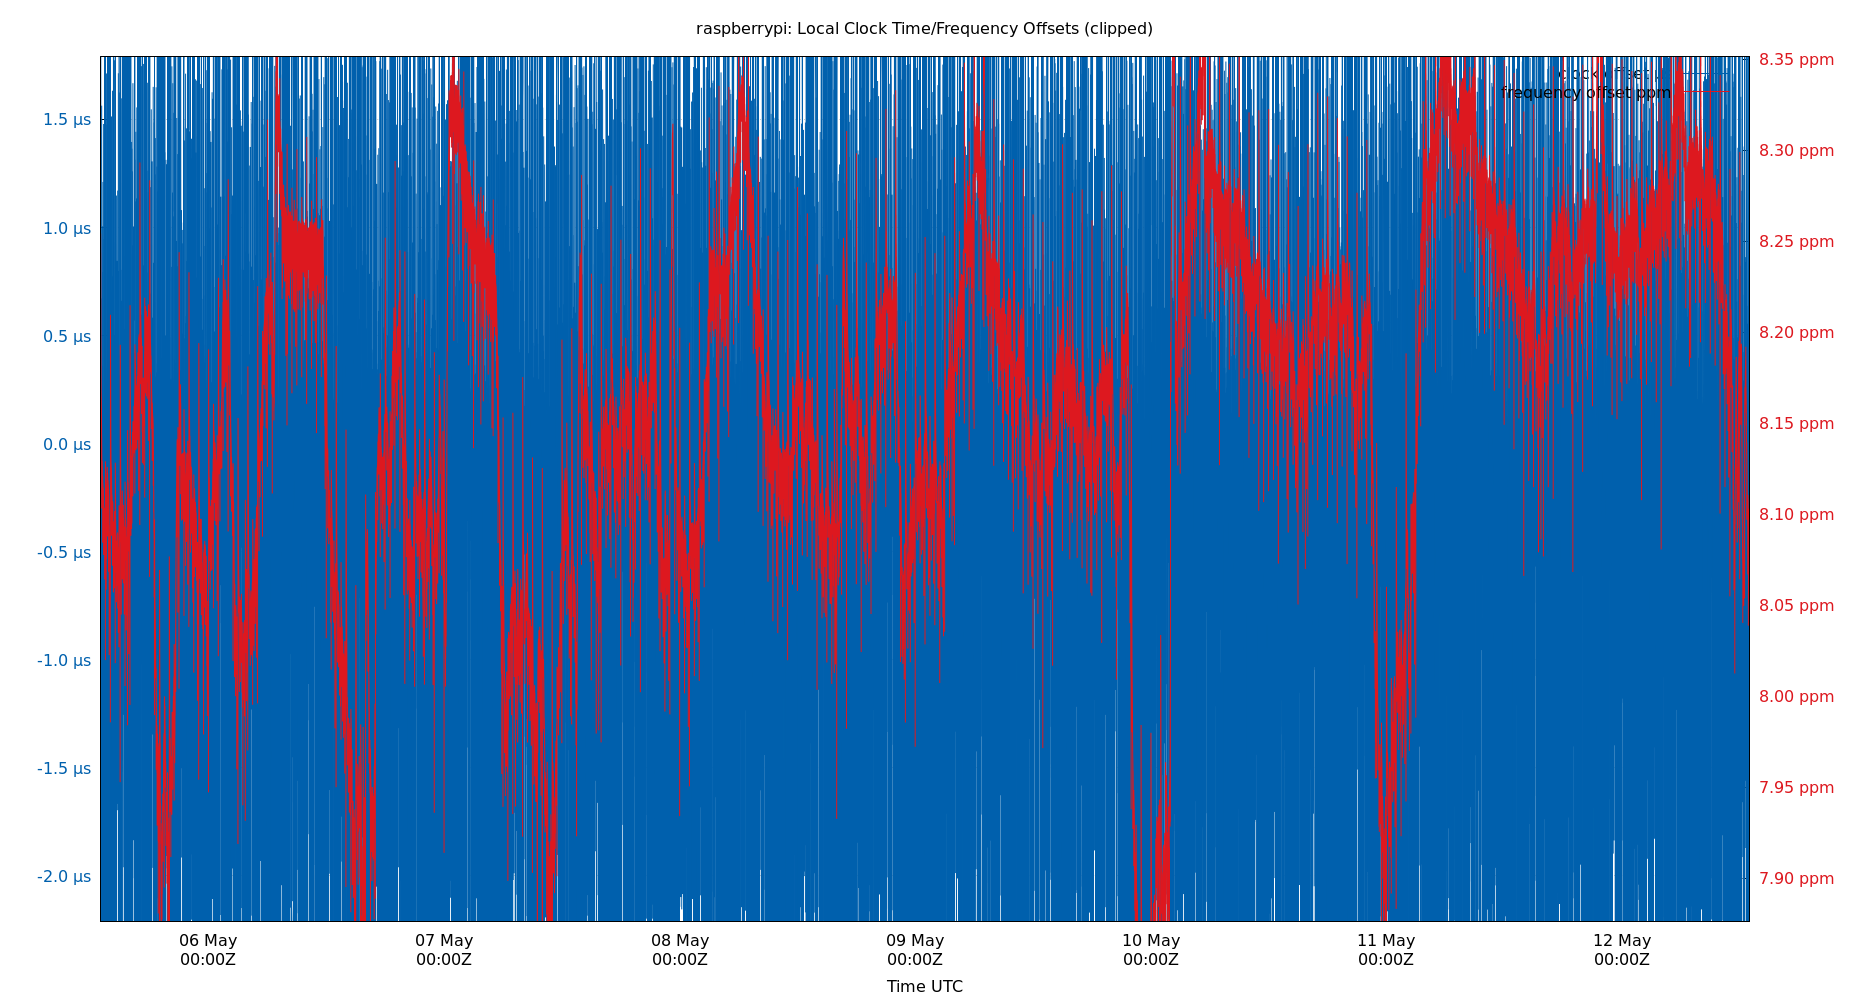 raspberrypi: Local Clock Time/Frequency Offsets (clipped)
clock offset
frequency offset ppm
1.5 μs
1.0 μs
0.5 μs
0.0 μs
-0.5 μs
-1.0 μs
-1.5 μs
-2.0 μs
8.35 ppm
8.30 ppm
8.25 ppm
8.20 ppm
8.15 ppm
8.10 ppm
8.05 ppm
8.00 ppm
7.95 ppm
7.90 ppm
06 May 07 May 08 May 09 May 10 May 11 May 12 May
00:00Z 00:00Z 00:00Z 00:00Z 00:00Z 00:00Z 00:00Z
Time UTC